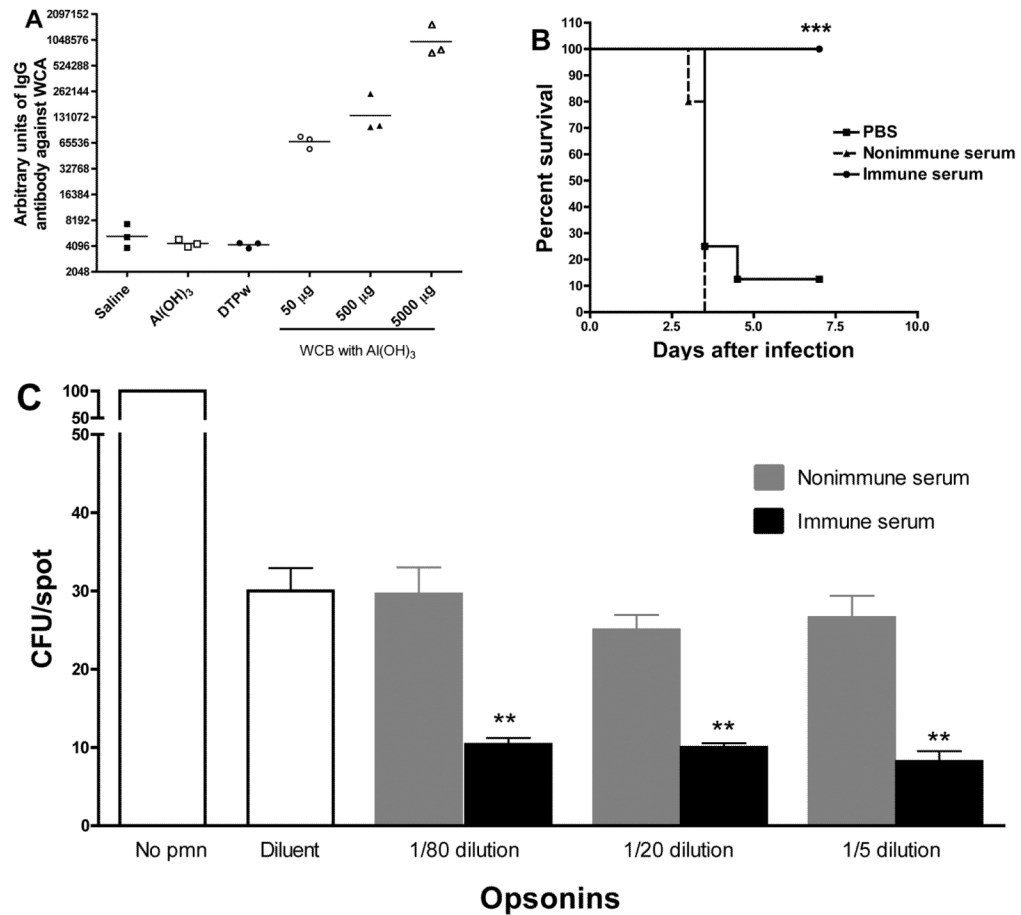 A
Arbitrary units of IgG
antibody against WCA
2097152
1048576
524288
262144
131072
65536
32768
16384
8192
4096
2048
Saline
Al(OH)3
DTPw
50 μg
500 μg
5000 μg
WCB with Al(OH)3
B
Percent survival
110
100
90
80
70
60
50
40
30
20
10
0
0.0 2.5 5.0 7.5 10.0
Days after infection
***
PBS
Nonimmune serum
Immune serum
C
CFU/spot
100
50
50
40
30
20
10
0
Nonimmune serum
Immune serum
** ** **
No pmn Diluent 1/80 dilution 1/20 dilution 1/5 dilution
Opsonins